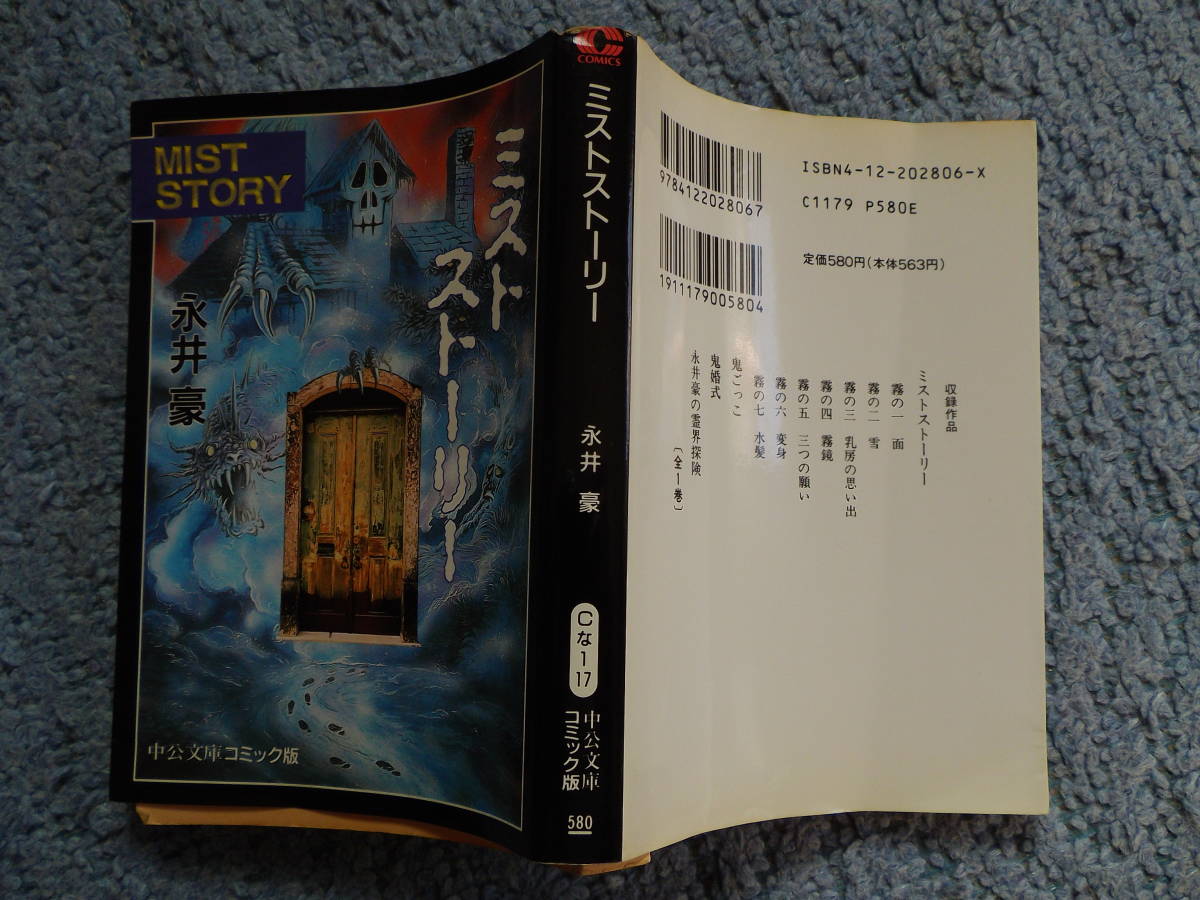 MIST
STORY
ミスト
ストーリー
永井豪
中公文庫コミック版
COMICS
ミストストーリー
永井 豪
Cな1 17
中公文庫
コミック版
580
9784122028067
ISBN4-12-202806-X
C1179 P580E
1911179005804
定価580円(本体563円)
収録作品
ミストストーリー
霧の一 面
霧の二 雪
霧の三 乳房の思い出
霧の四 霧鏡
霧の五 三つの願い
霧の六 変身
霧の七 水髪
鬼ごっこ
鬼婚式
永井豪の霊界探険
〔全1巻〕